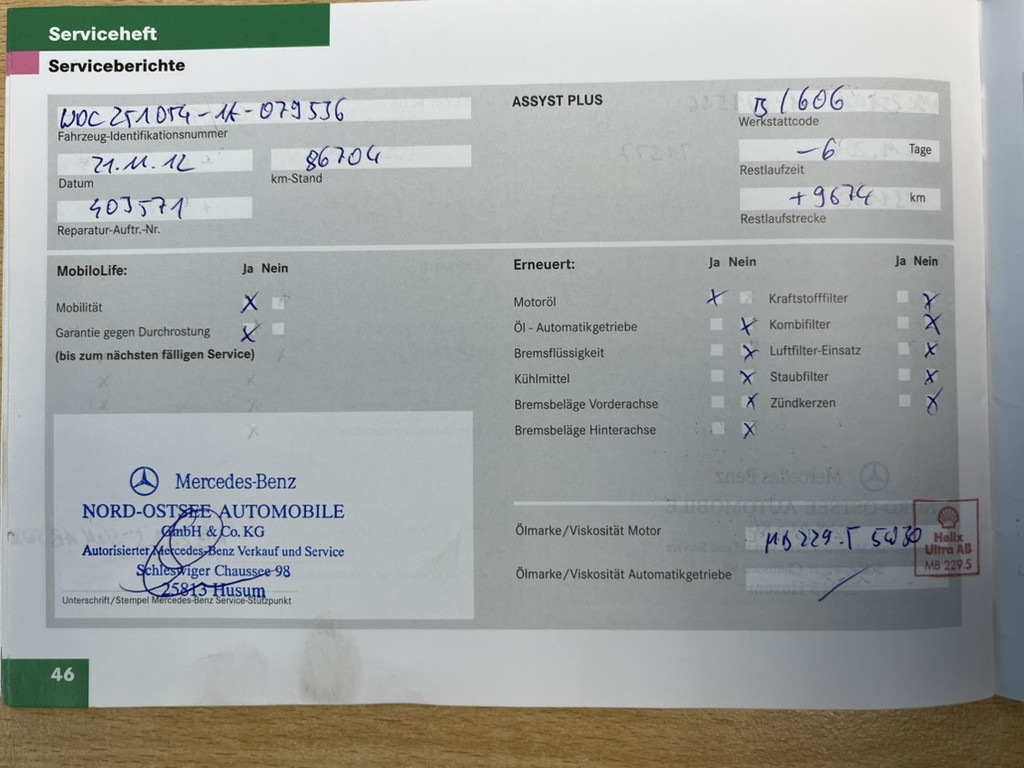 Serviceheft
Serviceberichte
WDC 251054-1A-079536
Fahrzeug-Identifikationsnummer
21.11.12
Datum
86704
km-Stand
403571
Reparatur-Auftr.-Nr.
ASSYST PLUS
B/606
Werkstattcode
-6 Tage
Restlaufzeit
+9674 km
Restlaufstrecke
MobiloLife: Ja Nein
Mobilität X
Garantie gegen Durchrostung X
(bis zum nächsten fälligen Service)
Erneuert: Ja Nein Ja Nein
Motoröl X Kraftstofffilter X
Öl - Automatikgetriebe X Kombifilter X
Bremsflüssigkeit X Luftfilter-Einsatz X
Kühlmittel X Staubfilter X
Bremsbeläge Vorderachse X Zündkerzen X
Bremsbeläge Hinterachse X
Mercedes-Benz
NORD-OSTSEE AUTOMOBILE
GmbH & Co. KG
Autorisierter Mercedes-Benz Verkauf und Service
Schleswiger Chaussee 98
25813 Husum
Unterschrift/Stempel Mercedes-Benz Service-Stützpunkt
Ölmarke/Viskosität Motor MB 229.5 5W30
Helix
Ultra AB
MB 229.5
Ölmarke/Viskosität Automatikgetriebe /
46